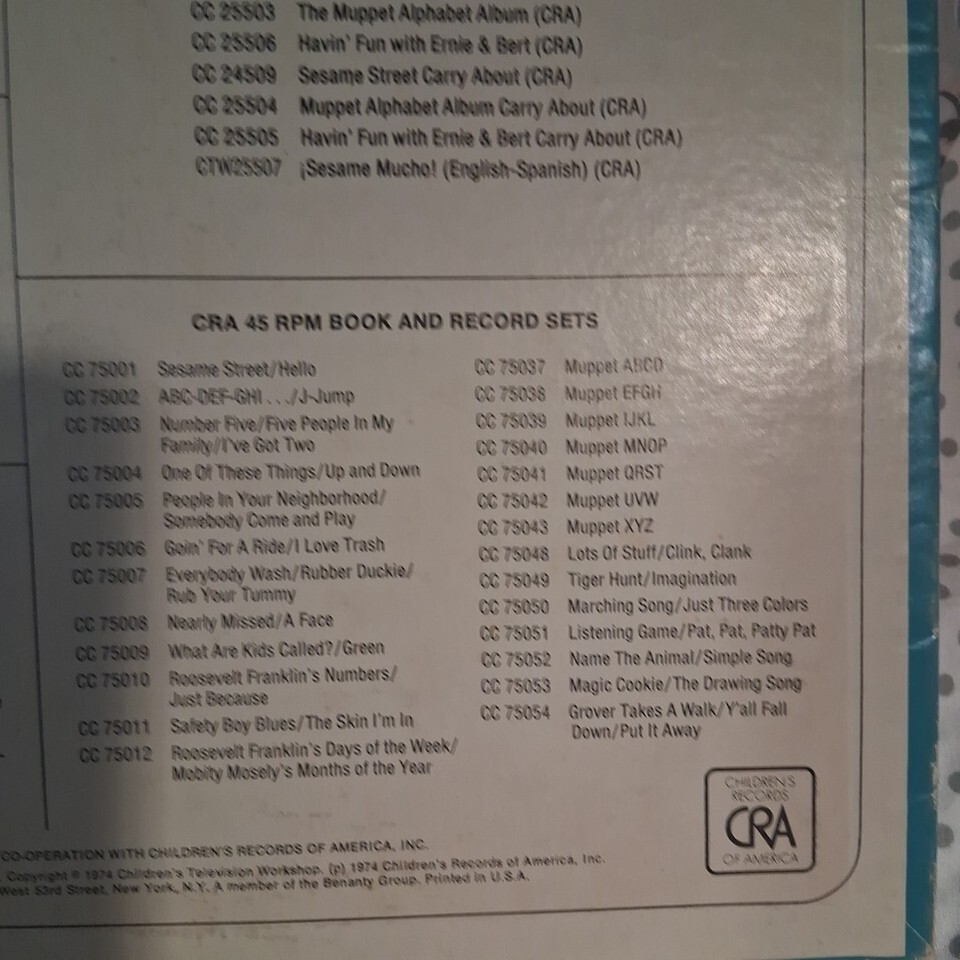 CC 25503 The Muppet Alphabet Album (CRA)
CC 25506 Havin' Fun with Ernie & Bert (CRA)
CC 24509 Sesame Street Carry About (CRA)
CC 25504 Muppet Alphabet Album Carry About (CRA)
CC 25505 Havin' Fun with Ernie & Bert Carry About (CRA)
CTW25507 ¡Sesame Mucho! (English-Spanish) (CRA)
CRA 45 RPM BOOK AND RECORD SETS
CC 75001 Sesame Street/Hello
CC 75002 ABC-DEF-GHI . . ./J-Jump
CC 75003 Number Five/Five People In My
Family/I've Got Two
CC 75004 One Of These Things/Up and Down
CC 75005 People In Your Neighborhood/
Somebody Come and Play
CC 75006 Goin' For A Ride/I Love Trash
CC 75007 Everybody Wash/Rubber Duckie/
Rub Your Tummy
CC 75008 Nearly Missed/A Face
CC 75009 What Are Kids Called?/Green
CC 75010 Roosevelt Franklin's Numbers/
Just Because
CC 75011 Safety Boy Blues/The Skin I'm In
CC 75012 Roosevelt Franklin's Days of the Week/
Mobity Mosely's Months of the Year
CC 75037 Muppet ABCD
CC 75038 Muppet EFGH
CC 75039 Muppet IJKL
CC 75040 Muppet MNOP
CC 75041 Muppet QRST
CC 75042 Muppet UVW
CC 75043 Muppet XYZ
CC 75048 Lots Of Stuff/Clink, Clank
CC 75049 Tiger Hunt/Imagination
CC 75050 Marching Song/Just Three Colors
CC 75051 Listening Game/Pat, Pat, Patty Pat
CC 75052 Name The Animal/Simple Song
CC 75053 Magic Cookie/The Drawing Song
CC 75054 Grover Takes A Walk/Y'all Fall
Down/Put It Away
CHILDREN'S
RECORDS
CRA
OF AMERICA
CO-OPERATION WITH CHILDREN'S RECORDS OF AMERICA, INC.
. Copyright © 1974 Children's Television Workshop. (p) 1974 Children's Records of America, Inc.
West 53rd Street, New York, N.Y. A member of the Benanty Group. Printed in U.S.A.